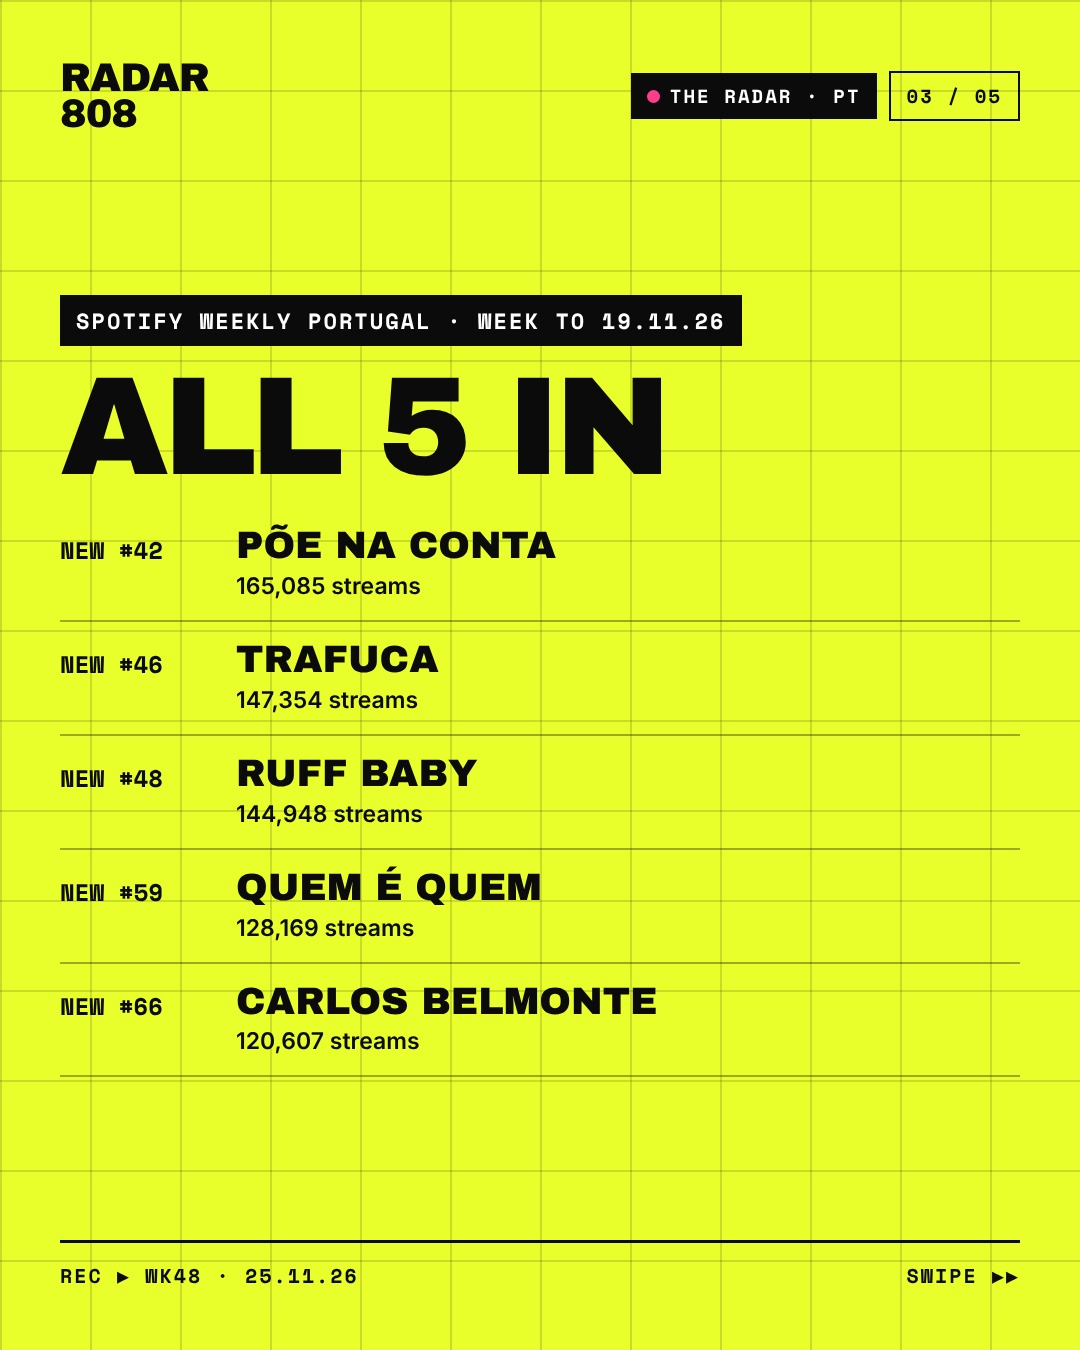 RADAR
808
THE RADAR · PT
03 / 05
SPOTIFY WEEKLY PORTUGAL · WEEK TO 19.11.26
ALL 5 IN
NEW #42
PÕE NA CONTA
165,085 streams
NEW #46
TRAFUCA
147,354 streams
NEW #48
RUFF BABY
144,948 streams
NEW #59
QUEM É QUEM
128,169 streams
NEW #66
CARLOS BELMONTE
120,607 streams
REC ▶ WK48 · 25.11.26
SWIPE ▶▶